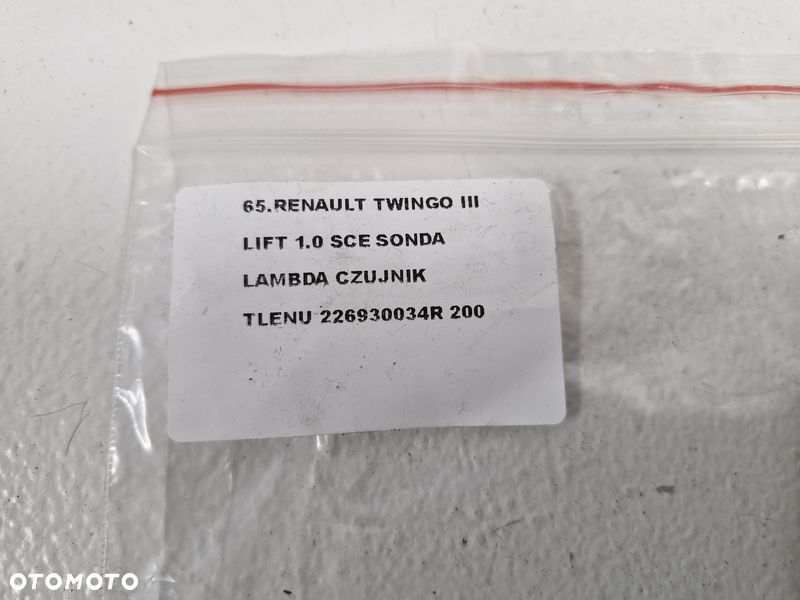 65.RENAULT TWINGO III
LIFT 1.0 SCE SONDA
LAMBDA CZUJNIK
TLENU 226930034R 200
OTOMOTO